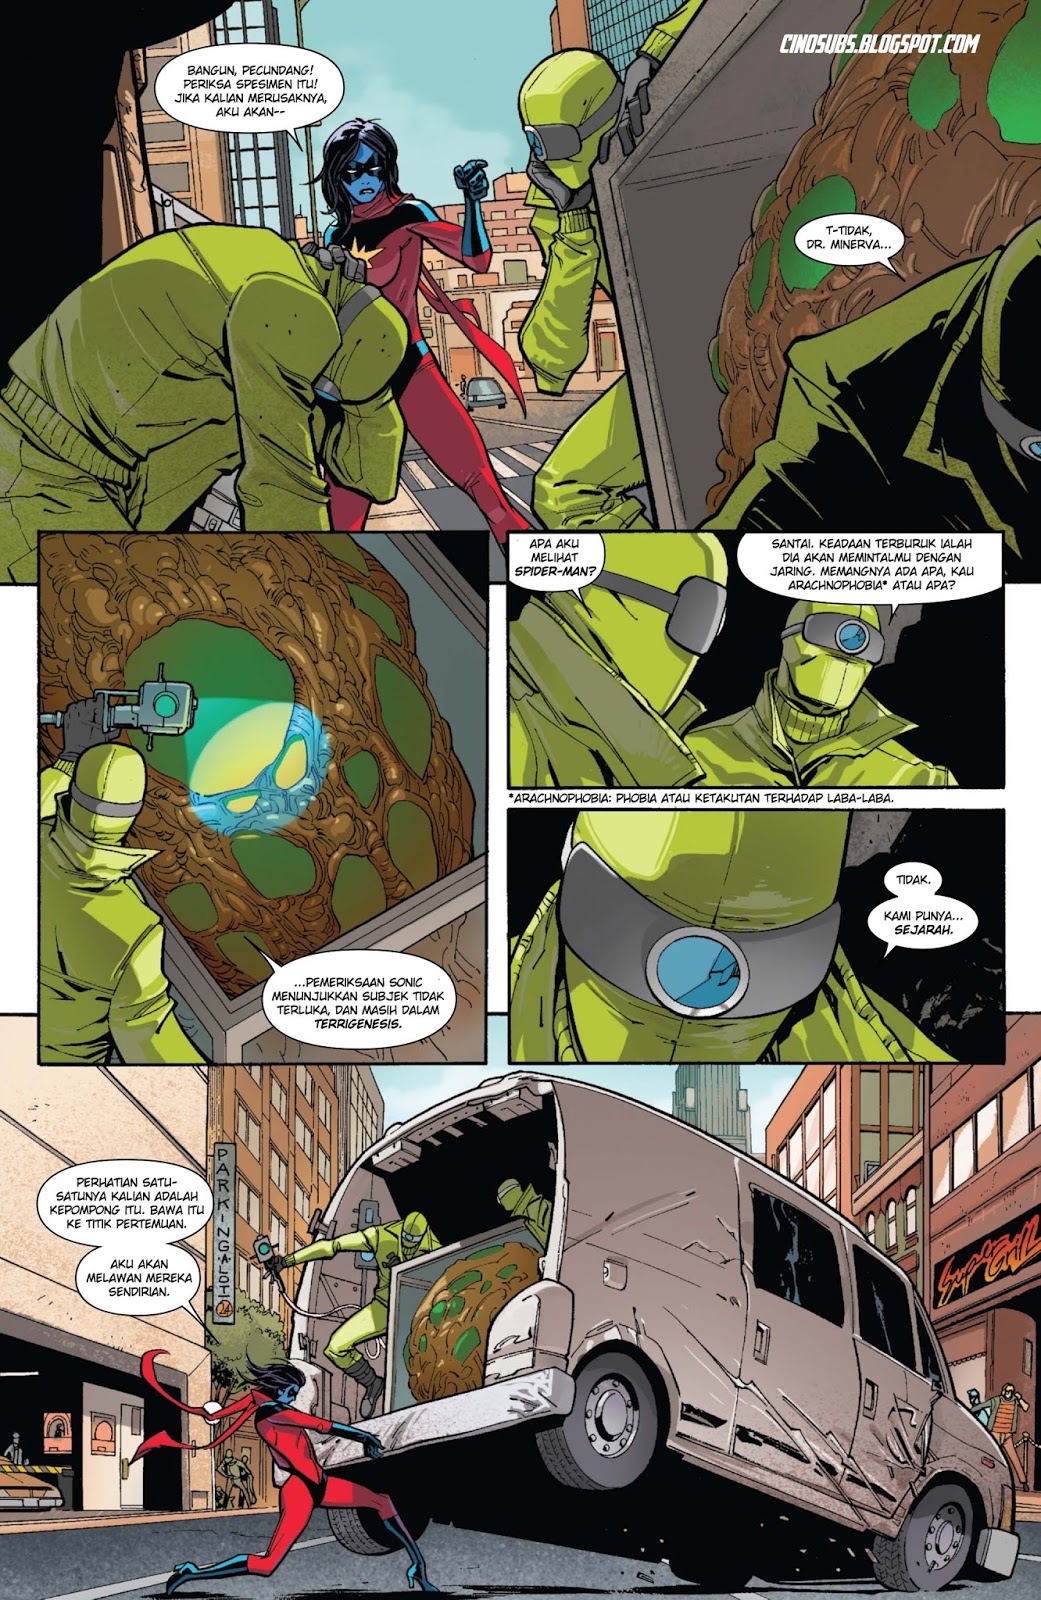 CINOSUBS.BLOGSPOT.COM
BANGUN, PECUNDANG!
PERIKSA SPESIMEN ITU!
JIKA KALIAN MERUSAKNYA,
AKU AKAN--
T-TIDAK,
DR. MINERVA...
...PEMERIKSAAN SONIC
MENUNJUKKAN SUBJEK TIDAK
TERLUKA, DAN MASIH DALAM
TERRIGENESIS.
APA AKU
MELIHAT
SPIDER-MAN?
SANTAI. KEADAAN TERBURUK IALAH
DIA AKAN MEMINTALMU DENGAN
JARING. MEMANGNYA ADA APA, KAU
ARACHNOPHOBIA* ATAU APA?
*ARACHNOPHOBIA: PHOBIA ATAU KETAKUTAN TERHADAP LABA-LABA.
TIDAK.
KAMI PUNYA...
SEJARAH.
PERHATIAN SATU-
SATUNYA KALIAN ADALAH
KEPOMPONG ITU. BAWA ITU
KE TITIK PERTEMUAN.
AKU AKAN
MELAWAN MEREKA
SENDIRIAN.
PARKING
LOT
24